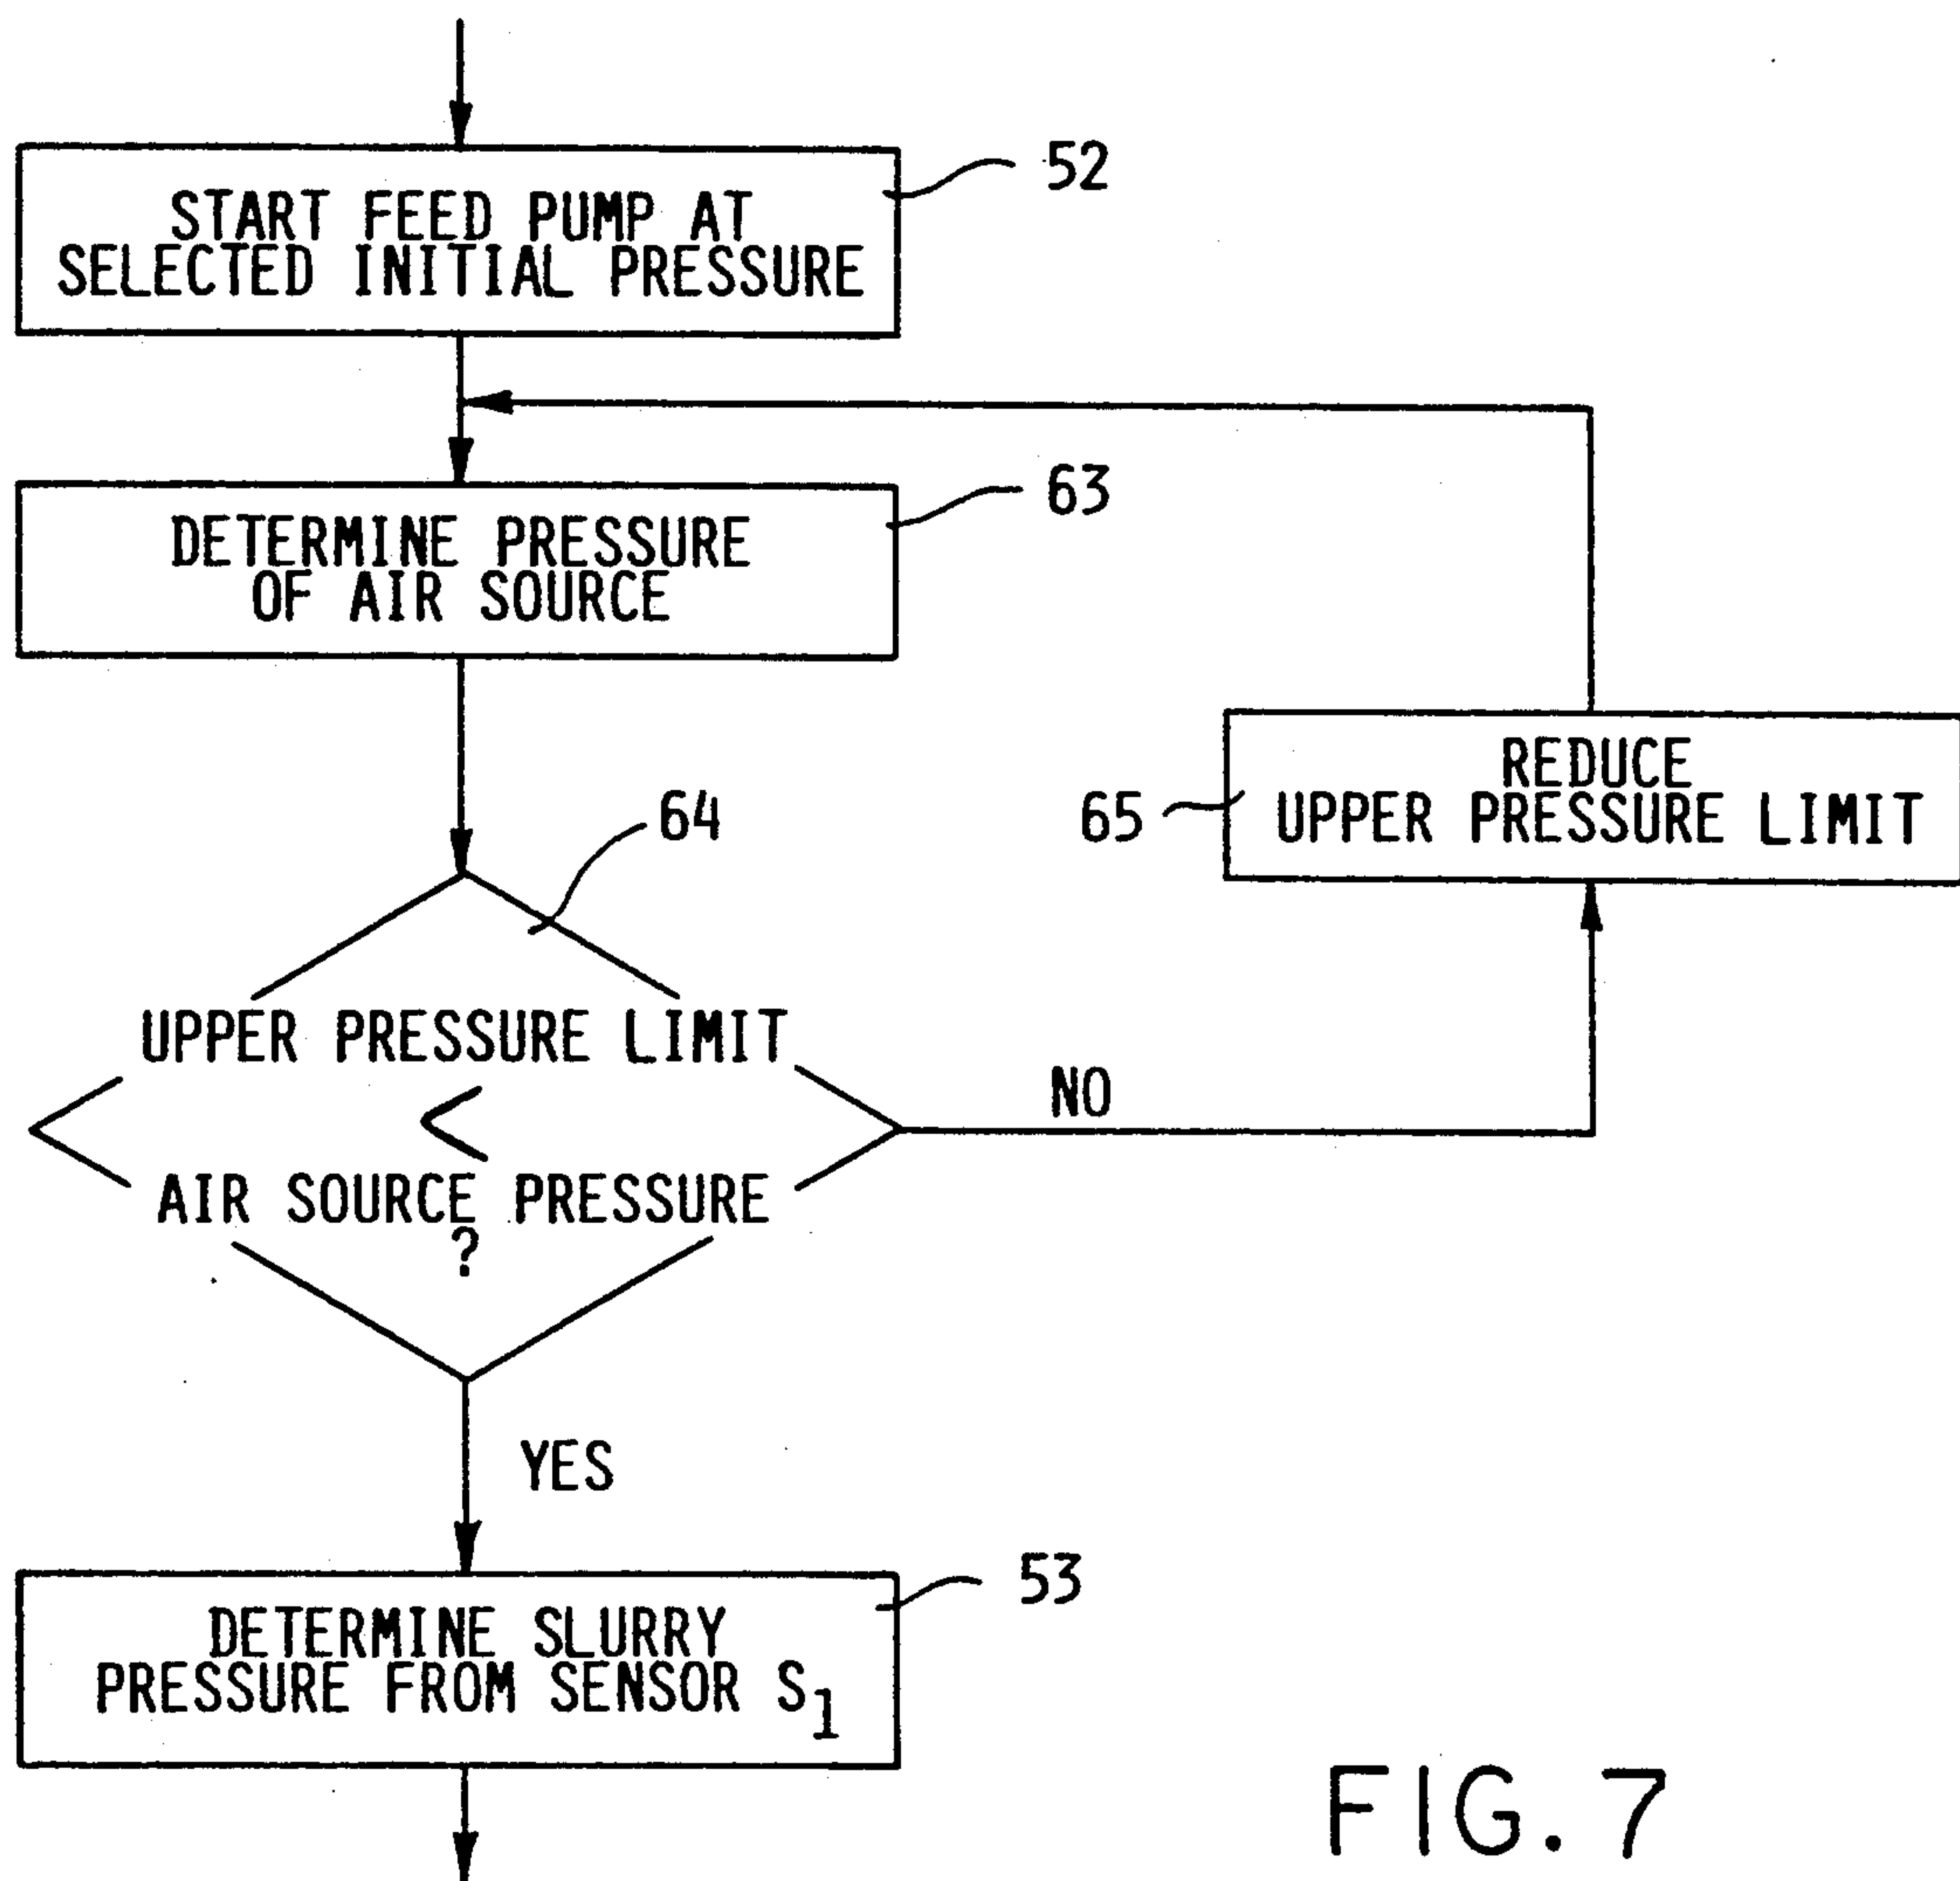 52
START FEED PUMP AT
SELECTED INITIAL PRESSURE
63
DETERMINE PRESSURE
OF AIR SOURCE
64
65
REDUCE
UPPER PRESSURE LIMIT
UPPER PRESSURE LIMIT
<
AIR SOURCE PRESSURE
?
NO
YES
53
DETERMINE SLURRY
PRESSURE FROM SENSOR S1
FIG. 7